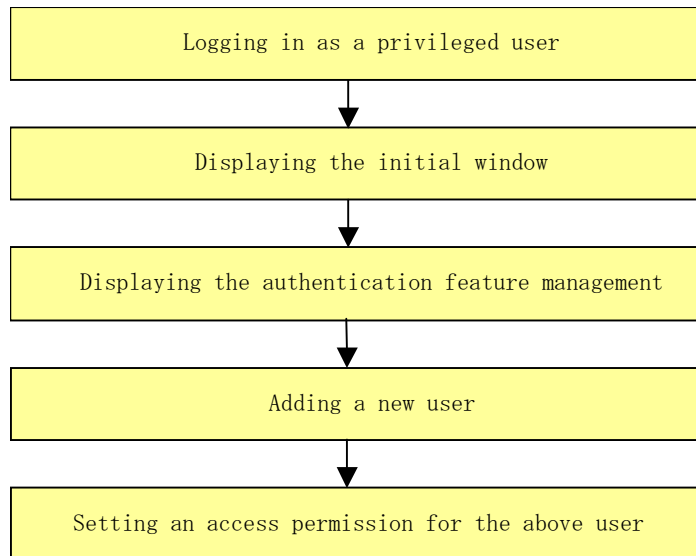 Logging in as a privileged user
Displaying the initial window
Displaying the authentication feature management
Adding a new user
Setting an access permission for the above user